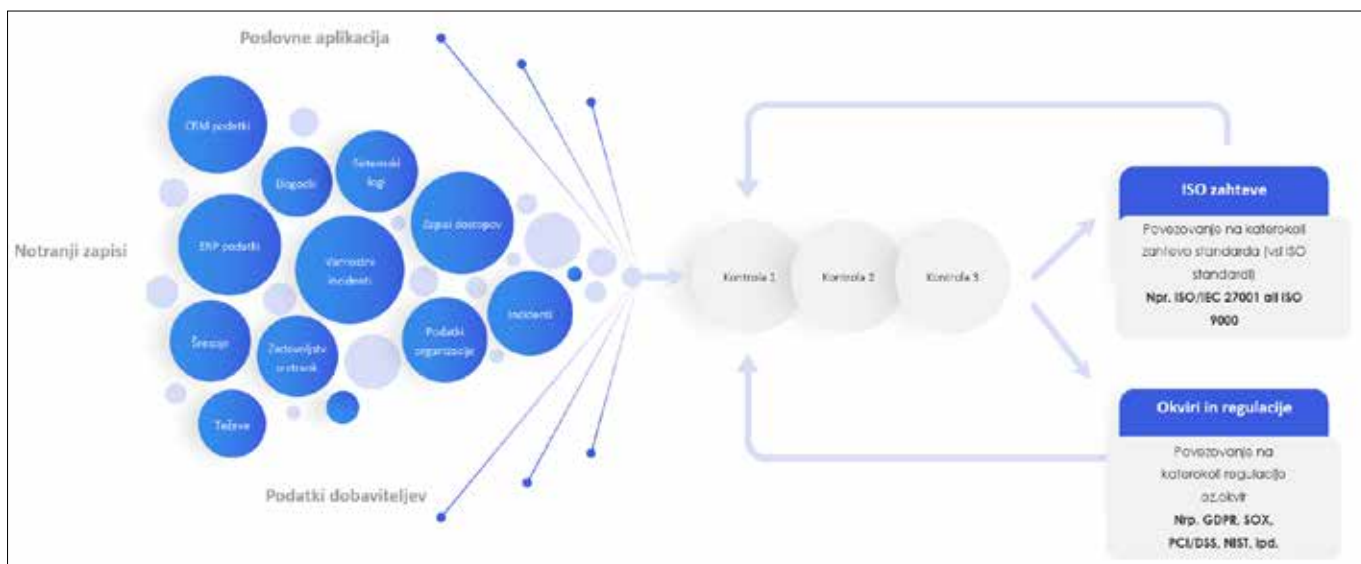 Poslovne aplikacija
CRM podatki
Dogodki
Sistemski
logi
Zapisi dostopov
ERP podatki
Varnostni
incidenti
Notranji zapisi
Incidenti
Podatki
organizacije
Zadovoljstv
o strank
Težave
Podatki dobaviteljev
Kontrola 1
Kontrola 2
Kontrola 3
ISO zahteve
Povezovanje na katerokoli
zahtevo standarda (vsi ISO
standardi)
Npr. ISO/IEC 27001 ali ISO
9000
Okviri in regulacije
Povezovanje na
katerokoli regulacijo
oz.okvir
Nrp. GDPR, SOX,
PCI/DSS, NIST, ipd.